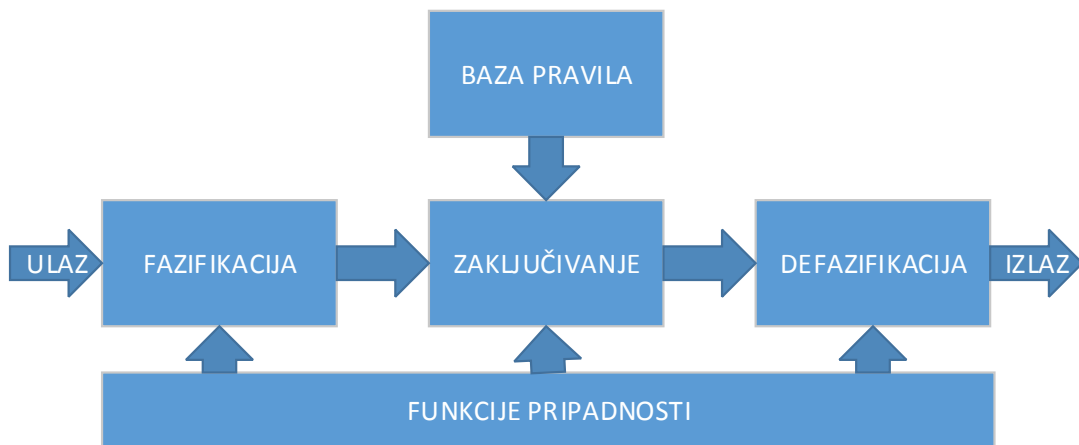 BAZA PRAVILA
ULAZ
FAZIFIKACIJA
ZAKLJUČIVANJE
DEFAZIFIKACIJA
IZLAZ
FUNKCIJE PRIPADNOSTI